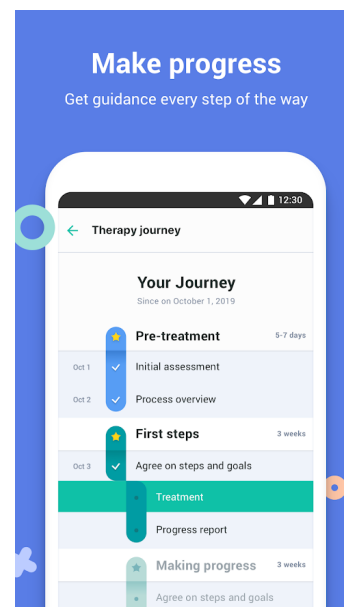 Make progress
Get guidance every step of the way
12:30
Therapy journey
Your Journey
Since on October 1, 2019
Pre-treatment 5-7 days
Oct 1 Initial assessment
Oct 2 Process overview
First steps 3 weeks
Oct 3 Agree on steps and goals
Treatment
Progress report
Making progress 3 weeks
Agree on steps and goals